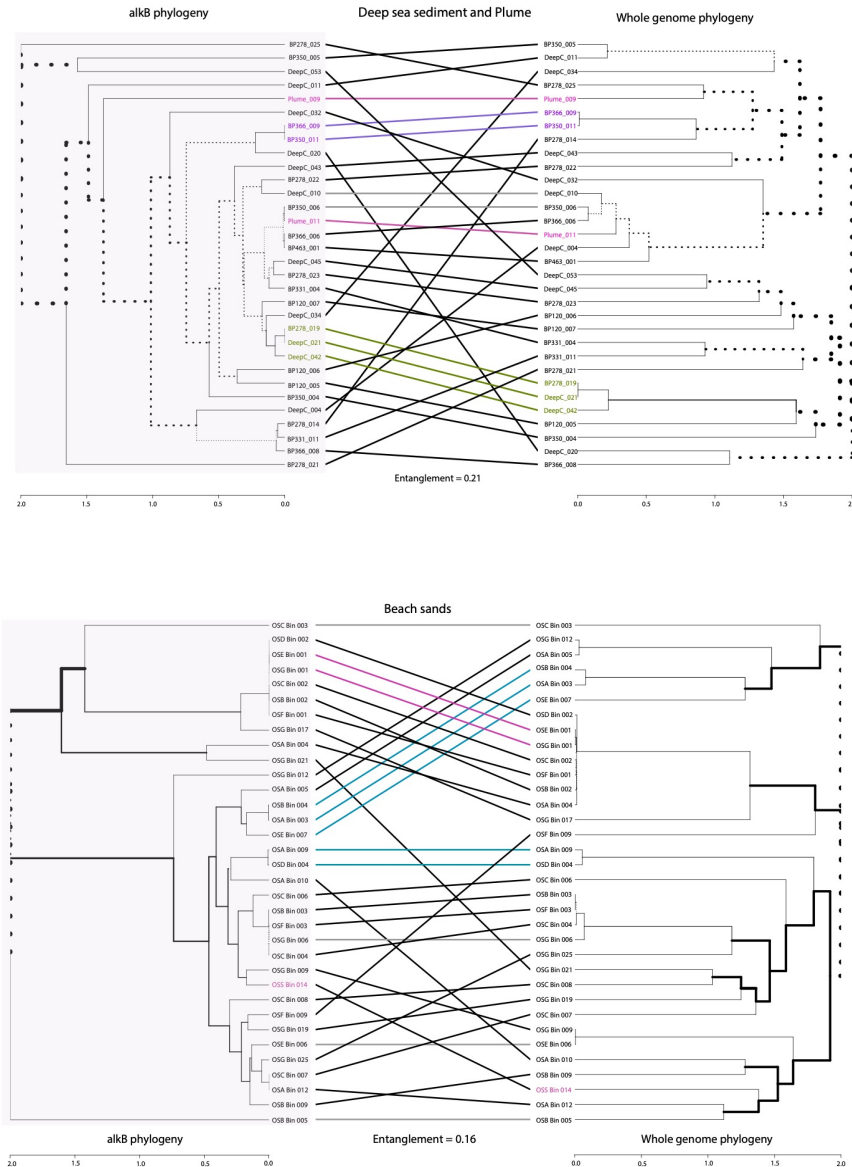 alkB phylogeny
Deep sea sediment and Plume
Whole genome phylogeny
BP278_025
BP350_005
DeepC_053
DeepC_011
Plume_009
DeepC_032
BP366_009
BP350_011
DeepC_020
DeepC_043
BP278_022
DeepC_010
BP350_006
Plume_011
BP366_006
BP463_001
DeepC_045
BP278_023
BP331_004
BP120_007
DeepC_034
BP278_019
DeepC_021
DeepC_042
BP120_006
BP120_005
BP350_004
DeepC_004
BP278_014
BP331_011
BP366_008
BP278_021
BP350_005
DeepC_011
DeepC_034
BP278_025
Plume_009
BP366_009
BP350_011
BP278_014
DeepC_043
BP278_022
DeepC_032
DeepC_010
BP350_006
BP366_006
Plume_011
DeepC_004
BP463_001
DeepC_053
DeepC_045
BP278_023
BP120_006
BP120_007
BP331_004
BP331_011
BP278_021
BP278_019
DeepC_021
DeepC_042
BP120_005
BP350_004
DeepC_020
BP366_008
Entanglement = 0.21
2.0 1.5 1.0 0.5 0.0
0.0 0.5 1.0 1.5
Beach sands
OSC Bin 003
OSD Bin 002
OSE Bin 001
OSG Bin 001
OSC Bin 002
OSB Bin 002
OSF Bin 001
OSG Bin 017
OSA Bin 004
OSG Bin 021
OSG Bin 012
OSA Bin 005
OSB Bin 004
OSA Bin 003
OSE Bin 007
OSA Bin 009
OSD Bin 004
OSA Bin 010
OSC Bin 006
OSB Bin 003
OSF Bin 003
OSG Bin 006
OSC Bin 004
OSG Bin 009
OSS Bin 014
OSC Bin 008
OSF Bin 009
OSG Bin 019
OSE Bin 006
OSG Bin 025
OSC Bin 007
OSA Bin 012
OSB Bin 009
OSB Bin 005
OSC Bin 003
OSG Bin 012
OSA Bin 005
OSB Bin 004
OSA Bin 003
OSE Bin 007
OSD Bin 002
OSE Bin 001
OSG Bin 001
OSC Bin 002
OSF Bin 001
OSB Bin 002
OSA Bin 004
OSG Bin 017
OSF Bin 009
OSA Bin 009
OSD Bin 004
OSC Bin 006
OSB Bin 003
OSF Bin 003
OSC Bin 004
OSG Bin 006
OSG Bin 025
OSG Bin 021
OSC Bin 008
OSG Bin 019
OSC Bin 007
OSG Bin 009
OSE Bin 006
OSA Bin 010
OSB Bin 009
OSS Bin 014
OSA Bin 012
OSB Bin 005
alkB phylogeny
Entanglement = 0.16
Whole genome phylogeny
2.0 1.5 1.0 0.5 0.0
0.0 0.5 1.0 1.5 2.0